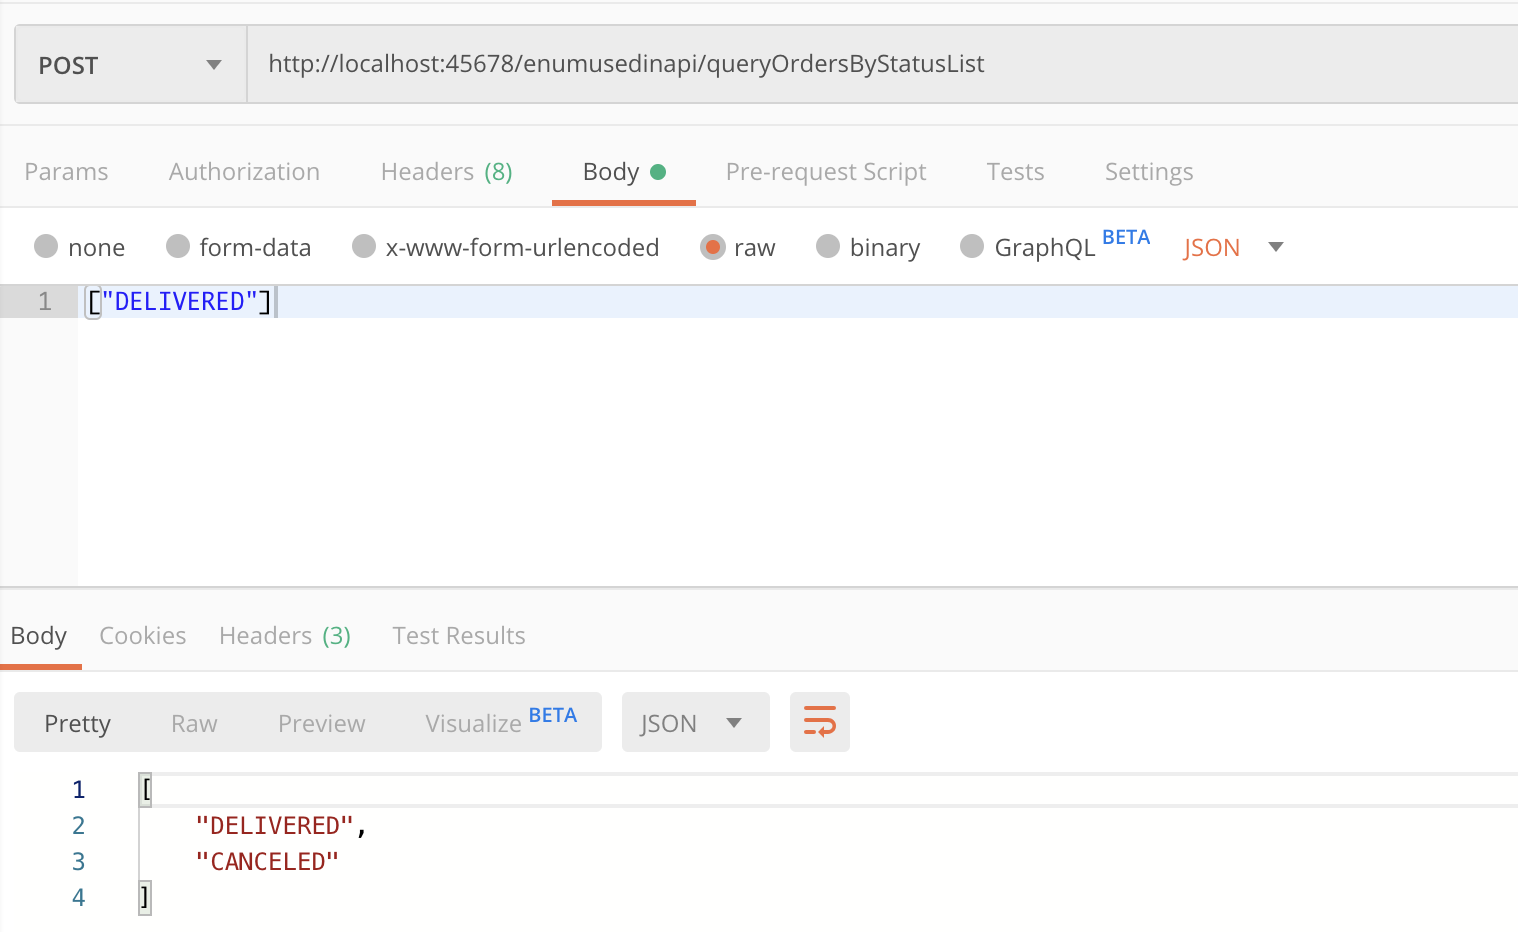 POST http://localhost:45678/enumusedinapi/queryOrdersByStatusList
Params Authorization Headers (8) Body Pre-request Script Tests Settings
none form-data x-www-form-urlencoded raw binary GraphQL BETA JSON
1 ["DELIVERED"]
Body Cookies Headers (3) Test Results
Pretty Raw Preview Visualize BETA JSON
1 [
2 "DELIVERED",
3 "CANCELED"
4 ]